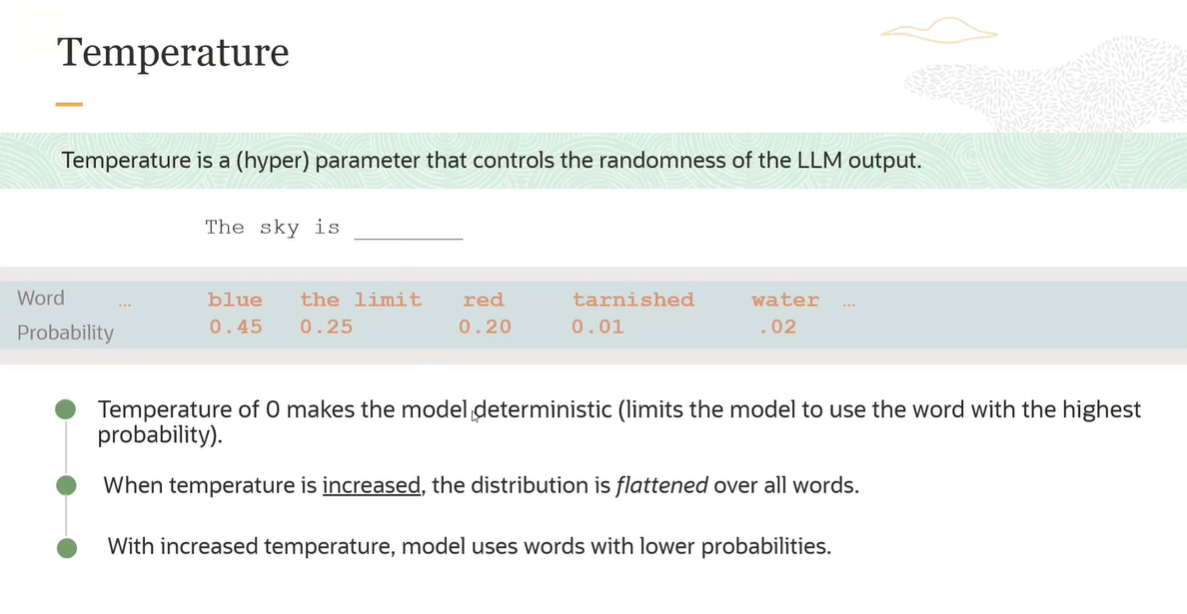 Temperature
Temperature is a (hyper) parameter that controls the randomness of the LLM output.
The sky is ________
Word ... blue the limit red tarnished water ...
Probability 0.45 0.25 0.20 0.01 .02
Temperature of 0 makes the model deterministic (limits the model to use the word with the highest
probability).
When temperature is increased, the distribution is flattened over all words.
With increased temperature, model uses words with lower probabilities.